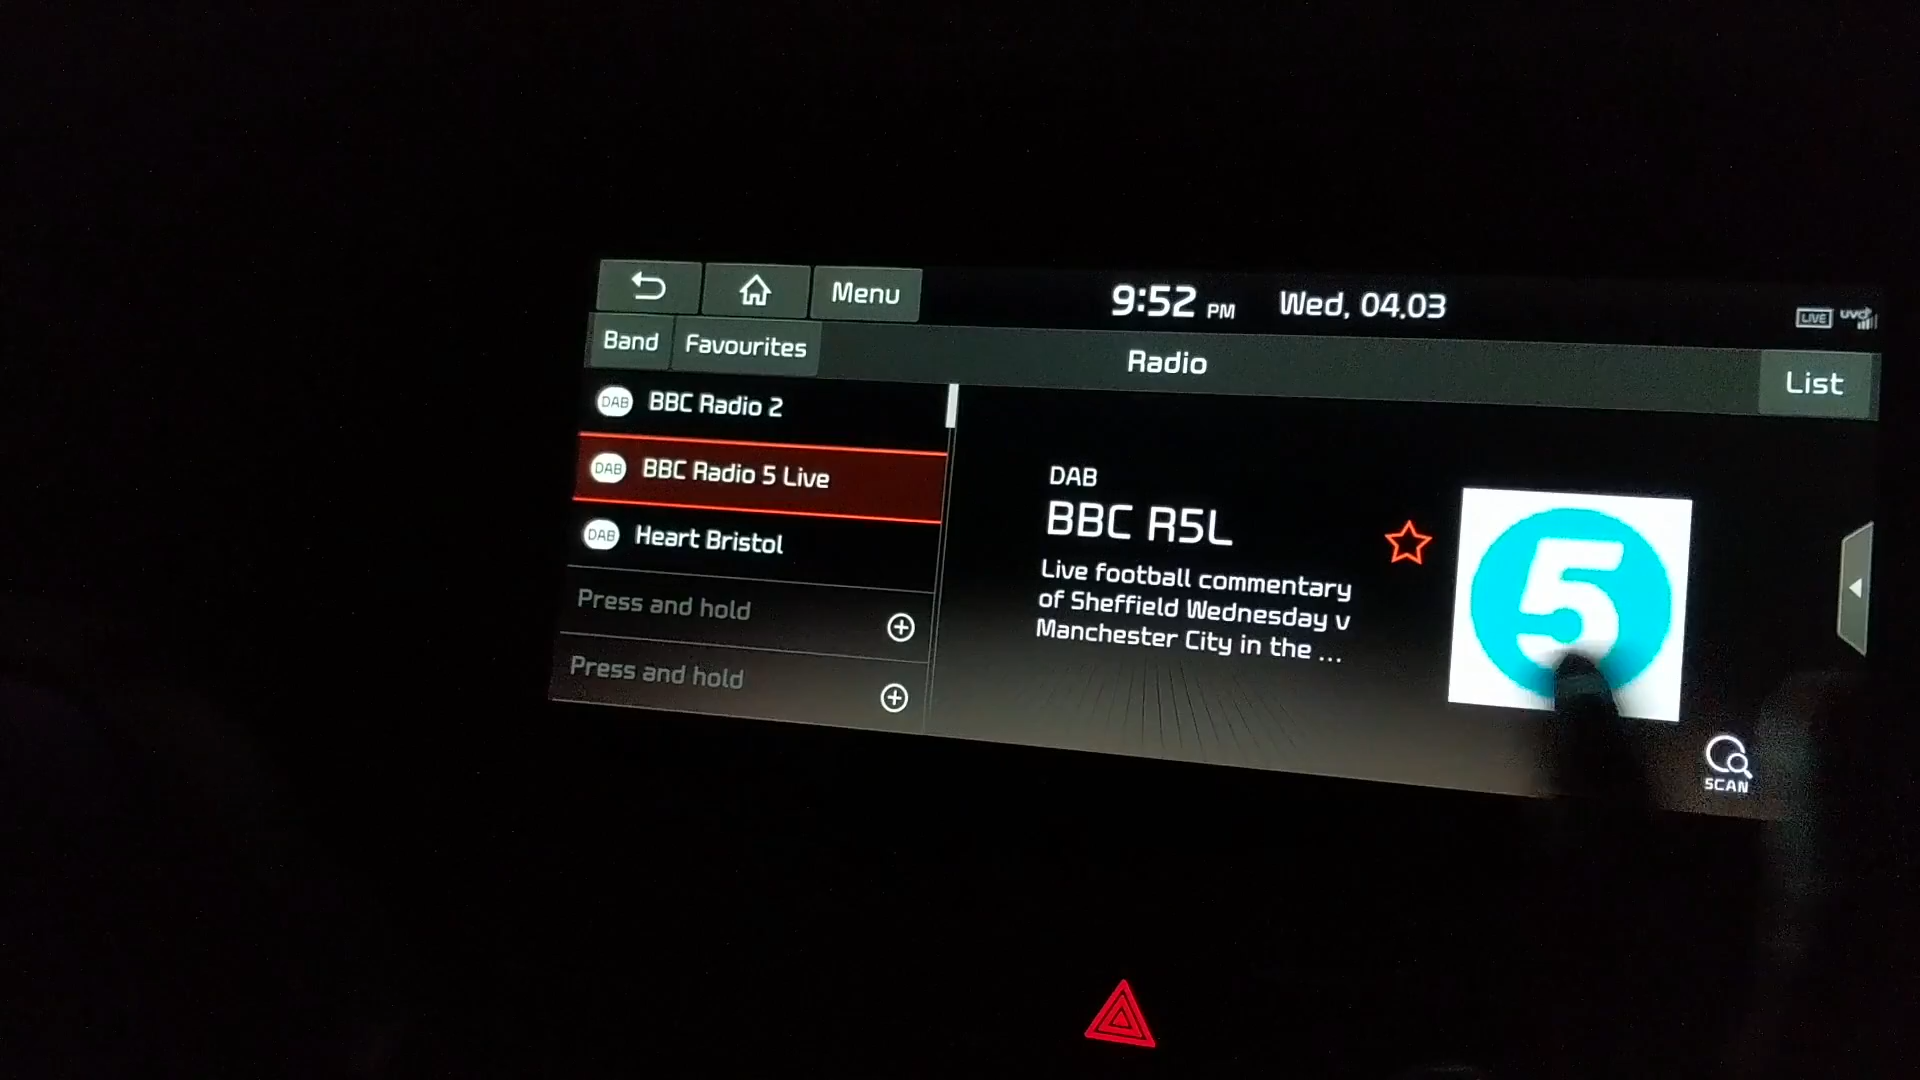 Menu
9:52 PM Wed, 04.03
LIVE
Band Favourites Radio List
DAB BBC Radio 2
DAB BBC Radio 5 Live
DAB Heart Bristol
Press and hold
Press and hold
DAB
BBC R5L
Live football commentary
of Sheffield Wednesday v
Manchester City in the ...
5
SCAN